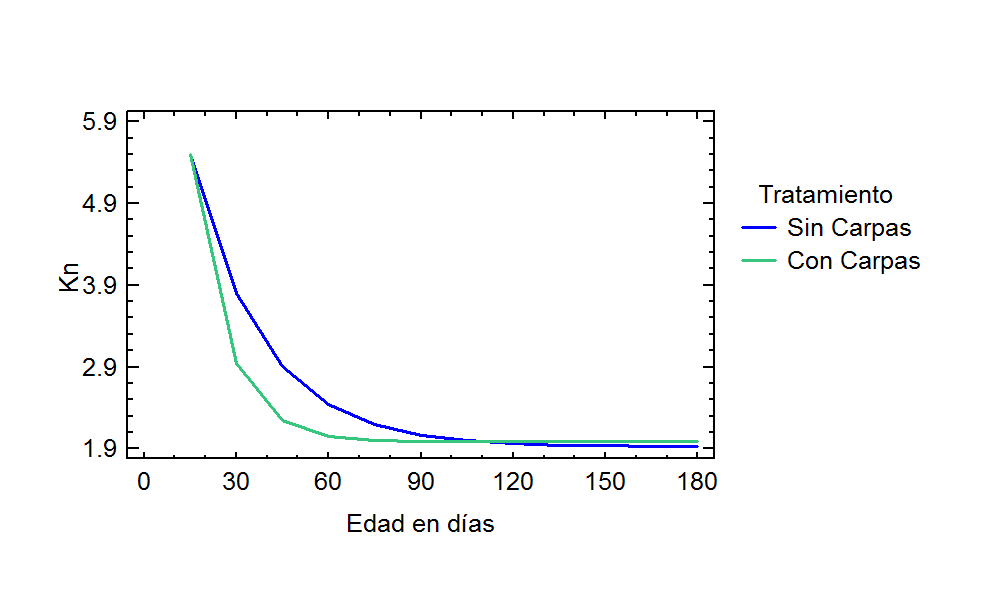 5.9
4.9
3.9
2.9
1.9
Kn
0 30 60 90 120 150 180
Edad en días
Tratamiento
Sin Carpas
Con Carpas